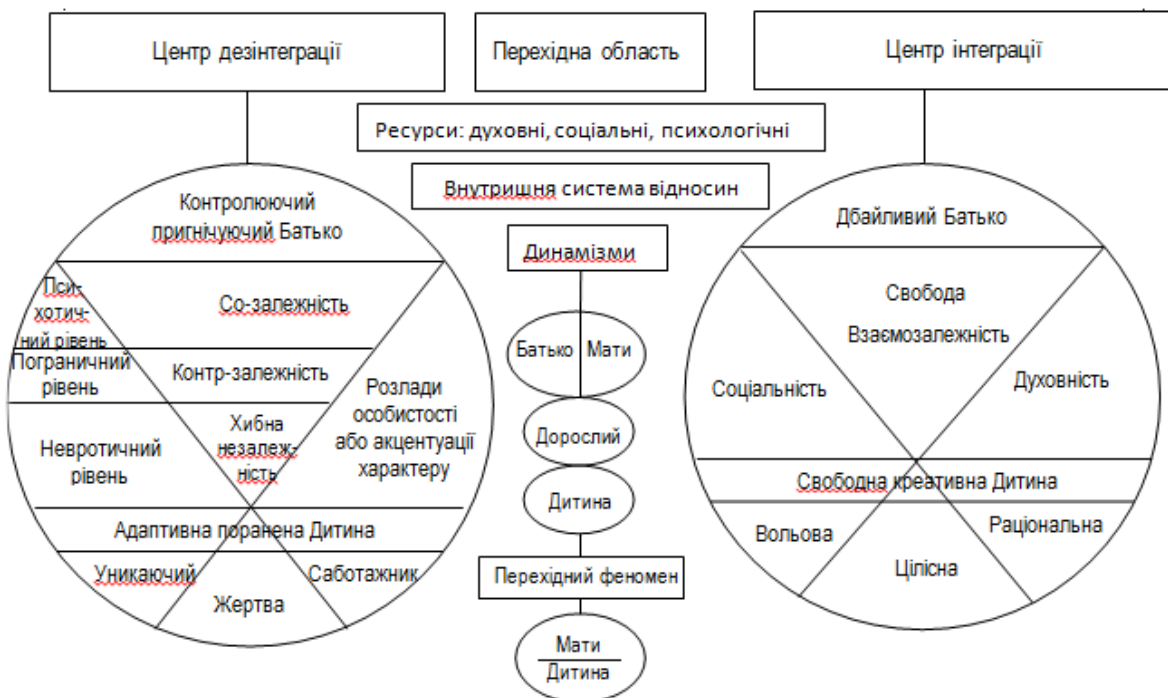 Центр дезінтеграції
Перехідна область
Центр інтеграції
Ресурси: духовні, соціальні, психологічні
Внутришня система відносин
Контролюючий
пригнічуючий Батько
Пси-
хотич-
ний рівень
Со-залежність
Пограничний
рівень
Контр-залежність
Невротичний
рівень
Хибна
незалеж-
ність
Розлади
особистості
або акцентуації
характеру
Адаптивна поранена Дитина
Уникаючий
Жертва
Саботажник
Динамізми
Батько
Мати
Дорослий
Дитина
Перехідний феномен
Мати
Дитина
Дбайливий Батько
Свобода
Взаємозалежність
Соціальність
Духовність
Свободна креативна Дитина
Вольова
Цілісна
Раціональна